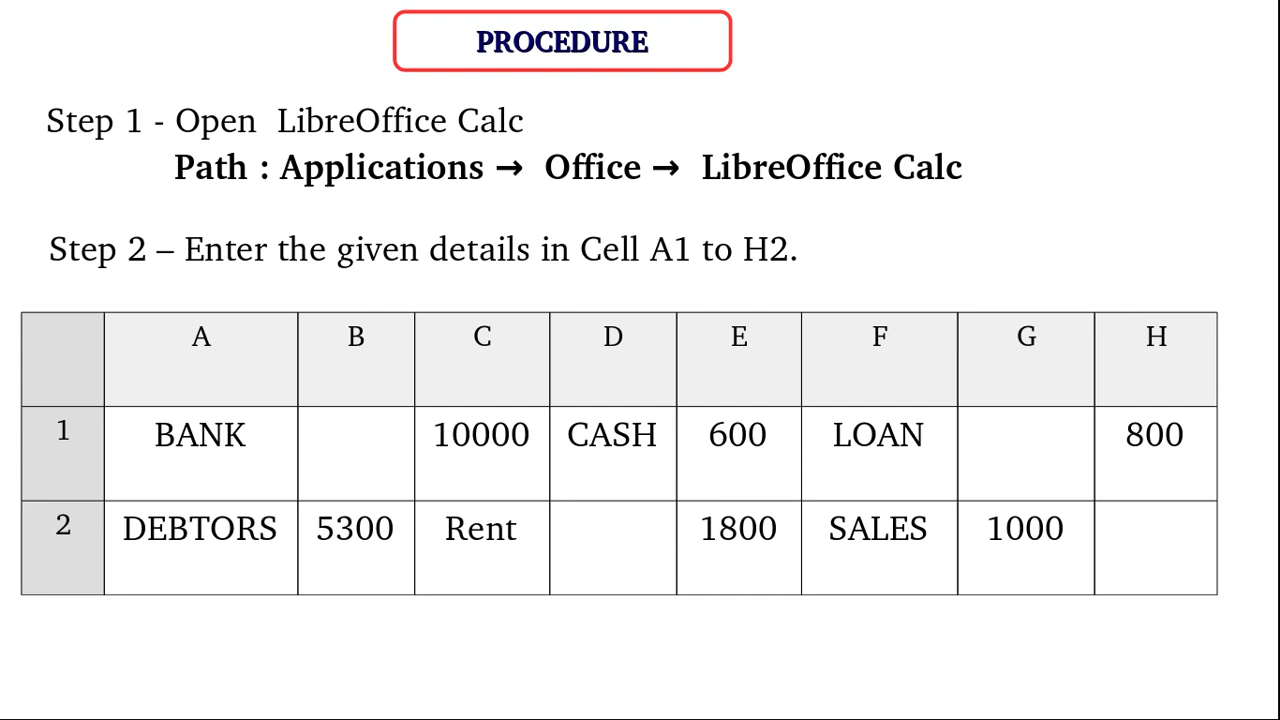 PROCEDURE
Step 1 - Open  LibreOffice Calc
Path : Applications →  Office →  LibreOffice Calc
Step 2 – Enter the given details in Cell A1 to H2.
A B C D E F G H
1 BANK 10000 CASH 600 LOAN 800
2 DEBTORS 5300 Rent 1800 SALES 1000